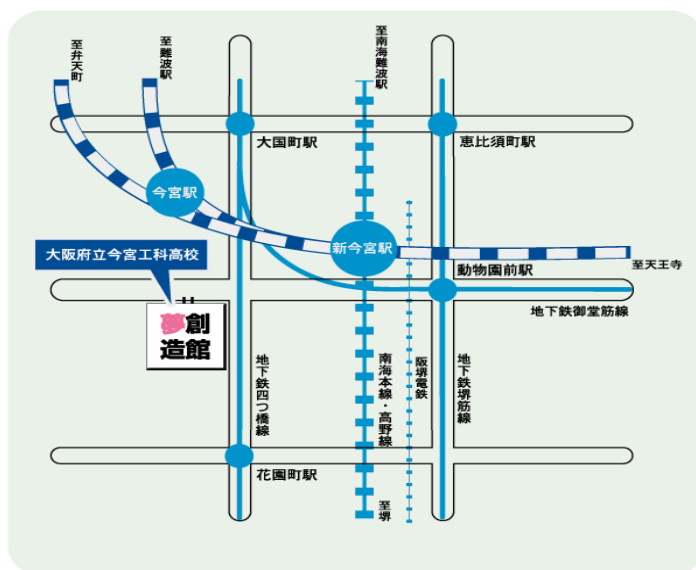 至弁天町
至難波駅
至南海難波駅
大国町駅
恵比須町駅
今宮駅
大阪府立今宮工科高校
新今宮駅
動物園前駅
至天王寺
夢創
造館
地下鉄御堂筋線
地下鉄四つ橋線
南海本線・高野線
阪堺電鉄
地下鉄堺筋線
花園町駅
至堺